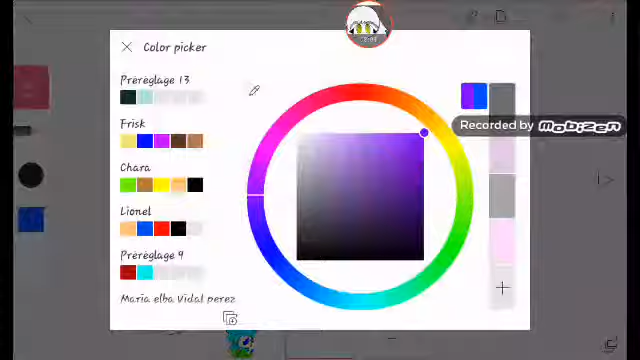 Color picker
Prereglage 13
Frisk
Recorded by Mobizen
Chara
Lionel
Prereglage 9
Maria elba Vidal perez